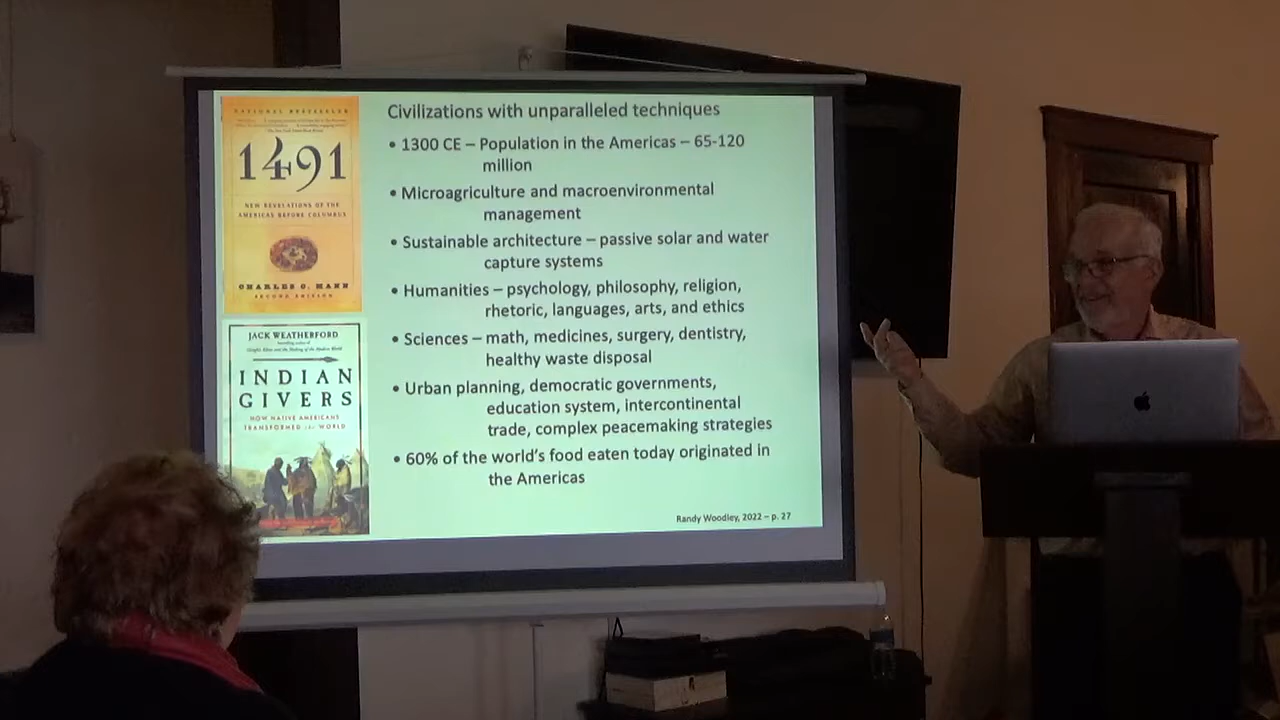 NATIONAL BESTSELLER
1491
NEW REVELATIONS OF THE
AMERICAS BEFORE COLUMBUS
CHARLES C. MANN
SECOND EDITION
JACK WEATHERFORD
INDIAN
GIVERS
HOW NATIVE AMERICANS
TRANSFORMED the WORLD
Civilizations with unparalleled techniques
• 1300 CE – Population in the Americas – 65-120
million
• Microagriculture and macroenvironmental
management
• Sustainable architecture – passive solar and water
capture systems
• Humanities – psychology, philosophy, religion,
rhetoric, languages, arts, and ethics
• Sciences – math, medicines, surgery, dentistry,
healthy waste disposal
• Urban planning, democratic governments,
education system, intercontinental
trade, complex peacemaking strategies
• 60% of the world's food eaten today originated in
the Americas
Randy Woodley, 2022 – p. 27